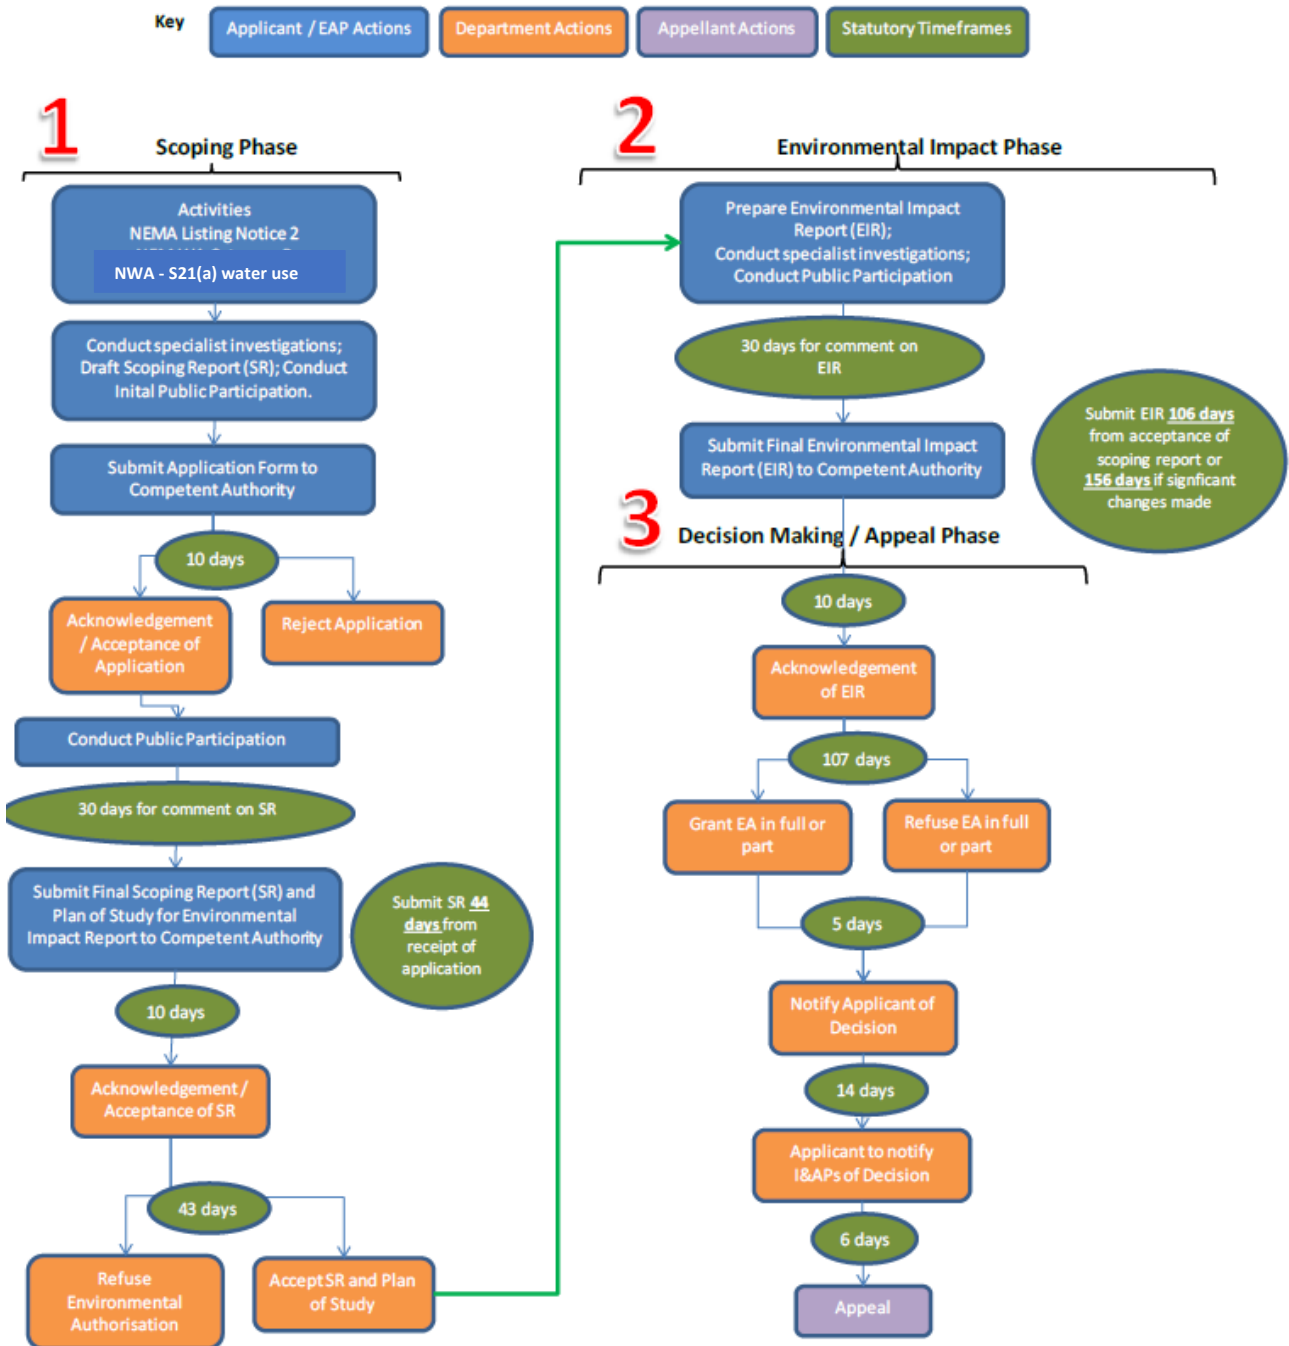 Key
Applicant / EAP Actions
Department Actions
Appellant Actions
Statutory Timeframes
1
Scoping Phase
Activities
NEMA Listing Notice 2
NWA - S21(a) water use
Conduct specialist investigations;
Draft Scoping Report (SR); Conduct
Inital Public Participation.
Submit Application Form to
Competent Authority
10 days
Acknowledgement
/ Acceptance of
Application
Reject Application
Conduct Public Participation
30 days for comment on SR
Submit Final Scoping Report (SR) and
Plan of Study for Environmental
Impact Report to Competent Authority
Submit SR 44
days from
receipt of
application
10 days
Acknowledgement /
Acceptance of SR
43 days
Refuse
Environmental
Authorisation
Accept SR and Plan
of Study
2
Environmental Impact Phase
Prepare Environmental Impact
Report (EIR);
Conduct specialist investigations;
Conduct Public Participation
30 days for comment on
EIR
Submit Final Environmental Impact
Report (EIR) to Competent Authority
Submit EIR 106 days
from acceptance of
scoping report or
156 days if signficant
changes made
3
Decision Making / Appeal Phase
10 days
Acknowledgement
of EIR
107 days
Grant EA in full or
part
Refuse EA in full
or part
5 days
Notify Applicant of
Decision
14 days
Applicant to notify
I&APs of Decision
6 days
Appeal